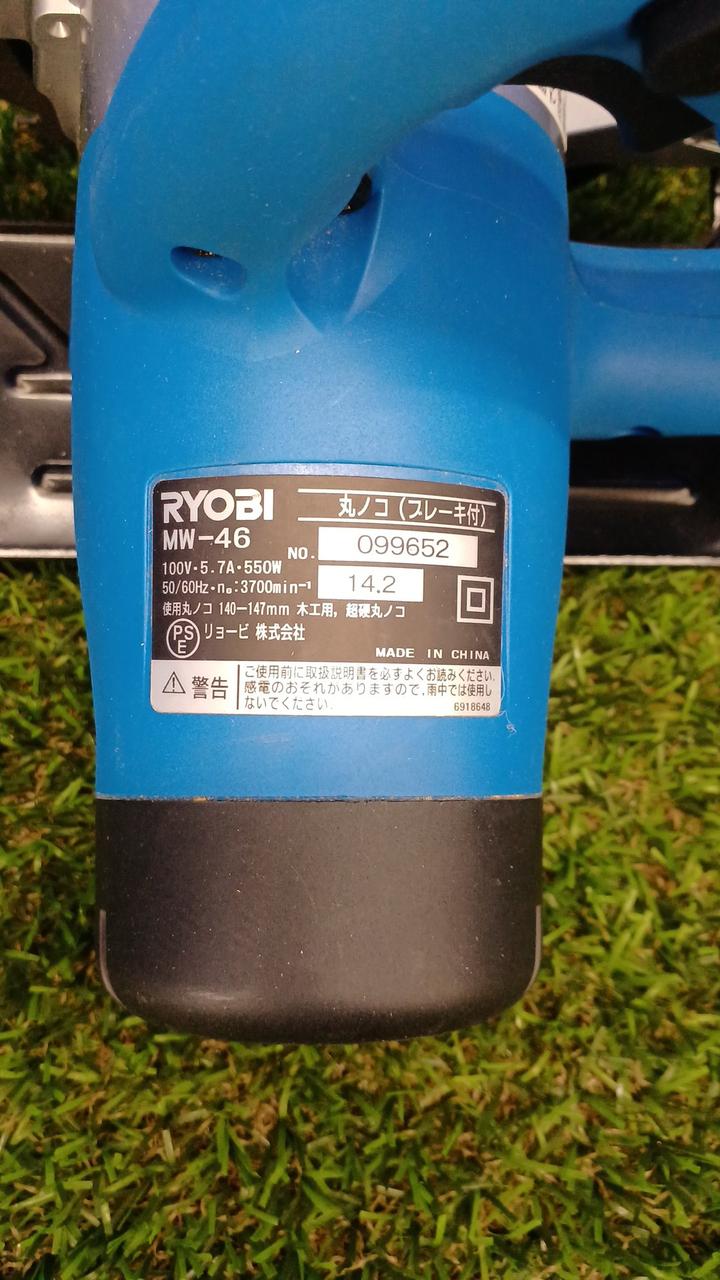 RYOBI
丸ノコ（ブレーキ付）
MW-46
NO. 099652
100V・5.7A・550W
50/60Hz・n₀:3700min⁻¹
14.2
使用丸ノコ 140-147mm 木工用, 超硬丸ノコ
PS
E
リョービ 株式会社
MADE IN CHINA
警告
ご使用前に取扱説明書を必ずよくお読みください.
感電のおそれがありますので,雨中では使用し
ないでください.
6918648